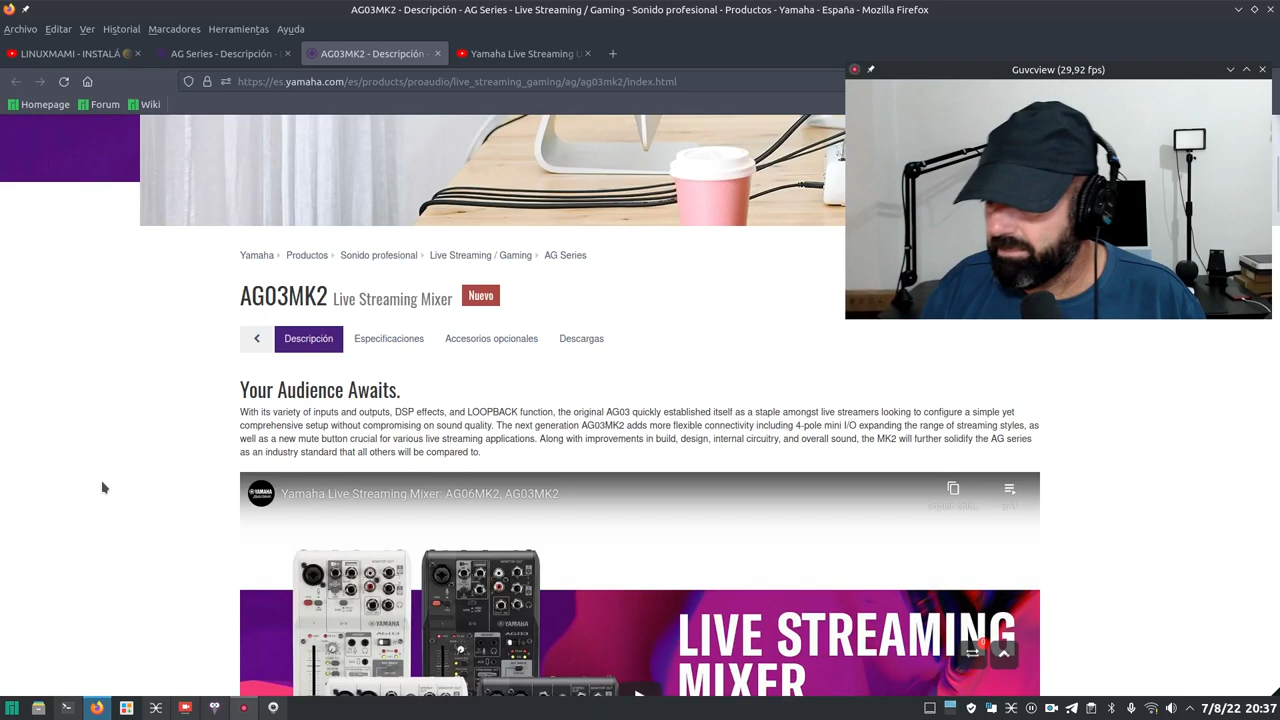 AG03MK2 - Descripción - AG Series - Live Streaming / Gaming - Sonido profesional - Productos - Yamaha - España - Mozilla Firefox
Archivo Editar Ver Historial Marcadores Herramientas Ayuda
LINUXMAMI - INSTALÁ
AG Series - Descripción -
AG03MK2 - Descripción -
Yamaha Live Streaming
https://es.yamaha.com/es/products/proaudio/live_streaming_gaming/ag/ag03mk2/index.html
Guvcview (29,92 fps)
Homepage Forum Wiki
Yamaha Productos Sonido profesional Live Streaming / Gaming AG Series
AG03MK2 Live Streaming Mixer Nuevo
Descripción Especificaciones Accesorios opcionales Descargas
Your Audience Awaits.
With its variety of inputs and outputs, DSP effects, and LOOPBACK function, the original AG03 quickly established itself as a staple amongst live streamers looking to configure a simple yet
comprehensive setup without compromising on sound quality. The next generation AG03MK2 adds more flexible connectivity including 4-pole mini I/O expanding the range of streaming styles, as
well as a new mute button crucial for various live streaming applications. Along with improvements in build, design, internal circuitry, and overall sound, the MK2 will further solidify the AG series
as an industry standard that all others will be compared to.
YAMAHA
Yamaha Live Streaming Mixer: AG06MK2, AG03MK2
YAMAHA
YAMAHA
AG03
LIVE STREAMING
MIXER
7/8/22 20:37